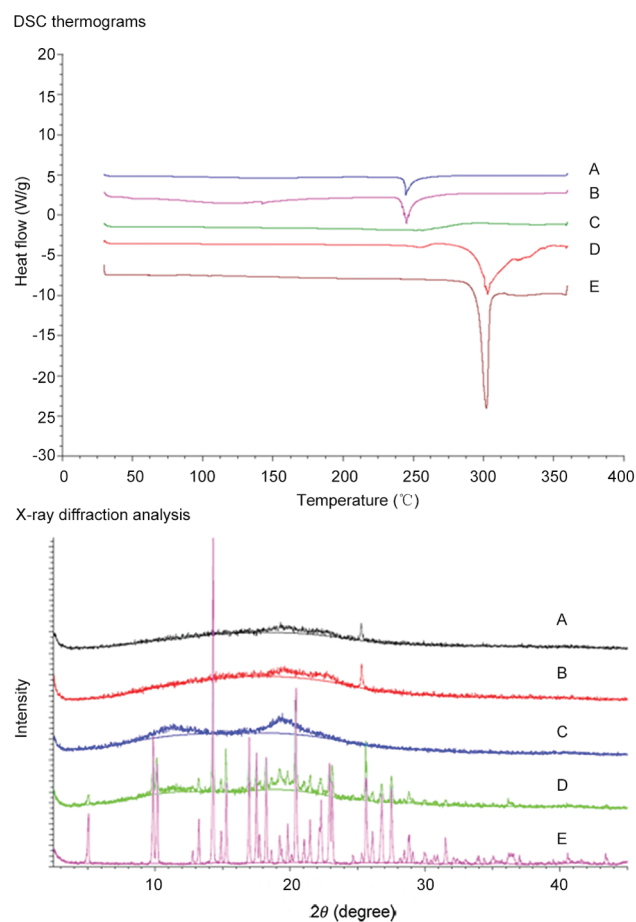 DSC thermograms
20
15
10
5
0
-5
-10
-15
-20
25
-30
Heat flow (W/g)
A
B
C
D
E
0
50
100
150
200
250
300
350
400
Temperature (℃)
X-ray diffraction analysis
Intensity
A
B
C
D
E
10
20
30
40
2θ (degree)